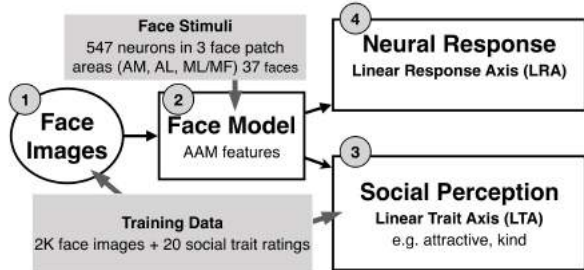 Face Stimuli
547 neurons in 3 face patch
areas (AM, AL, ML/MF) 37 faces
4
Neural Response
Linear Response Axis (LRA)
1
Face
Images
2
Face Model
AAM features
3
Social Perception
Linear Trait Axis (LTA)
e.g. attractive, kind
Training Data
2K face images + 20 social trait ratings